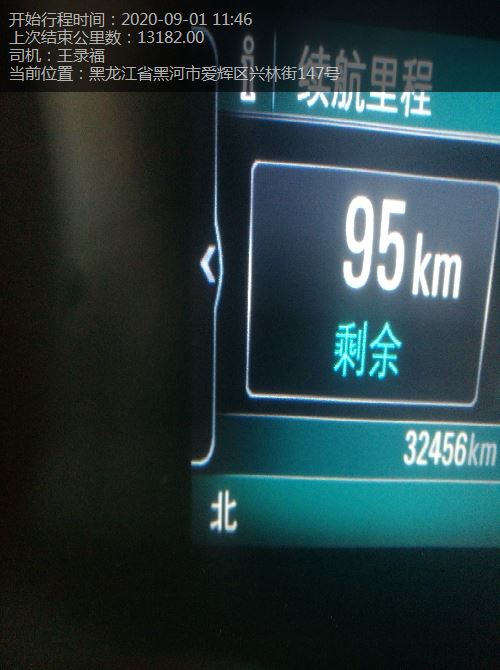 开始行程时间：2020-09-01 11:46
上次结束公里数：13182.00
司机：王录福
当前位置：黑龙江省黑河市爱辉区兴林街147号
i 续航里程
95km
剩余
32456km
北